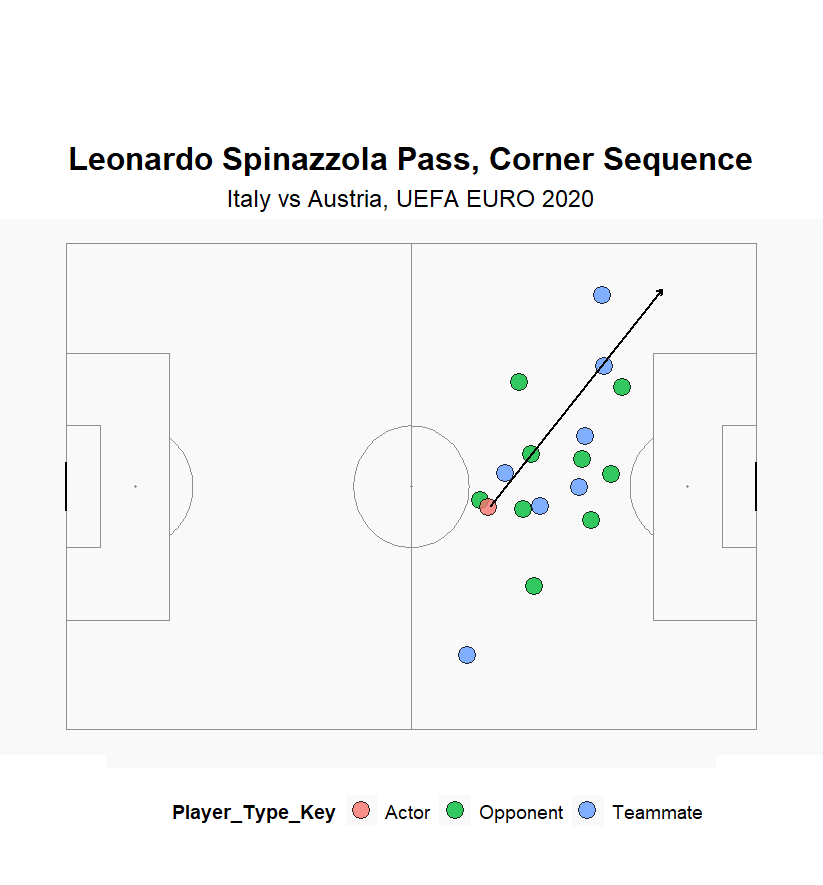 Leonardo Spinazzola Pass, Corner Sequence
Italy vs Austria, UEFA EURO 2020
Player_Type_Key Actor Opponent Teammate